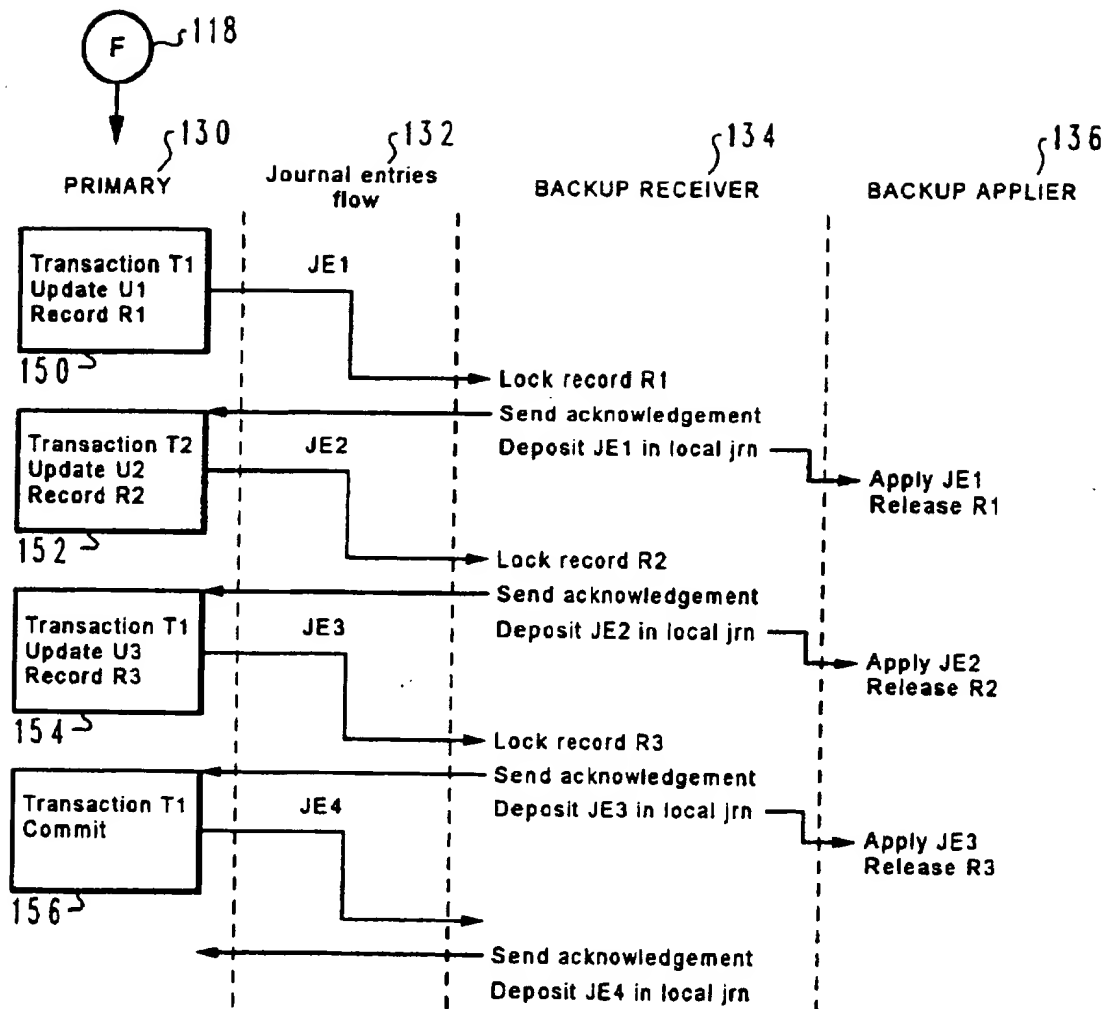 F
118
130
132
134
136
PRIMARY
Journal entries
flow
BACKUP RECEIVER
BACKUP APPLIER
Transaction T1
Update U1
Record R1
150
JE1
Lock record R1
Send acknowledgement
Deposit JE1 in local jrn
Apply JE1
Release R1
Transaction T2
Update U2
Record R2
152
JE2
Lock record R2
Send acknowledgement
Deposit JE2 in local jrn
Apply JE2
Release R2
Transaction T1
Update U3
Record R3
154
JE3
Lock record R3
Send acknowledgement
Deposit JE3 in local jrn
Apply JE3
Release R3
Transaction T1
Commit
156
JE4
Send acknowledgement
Deposit JE4 in local jrn